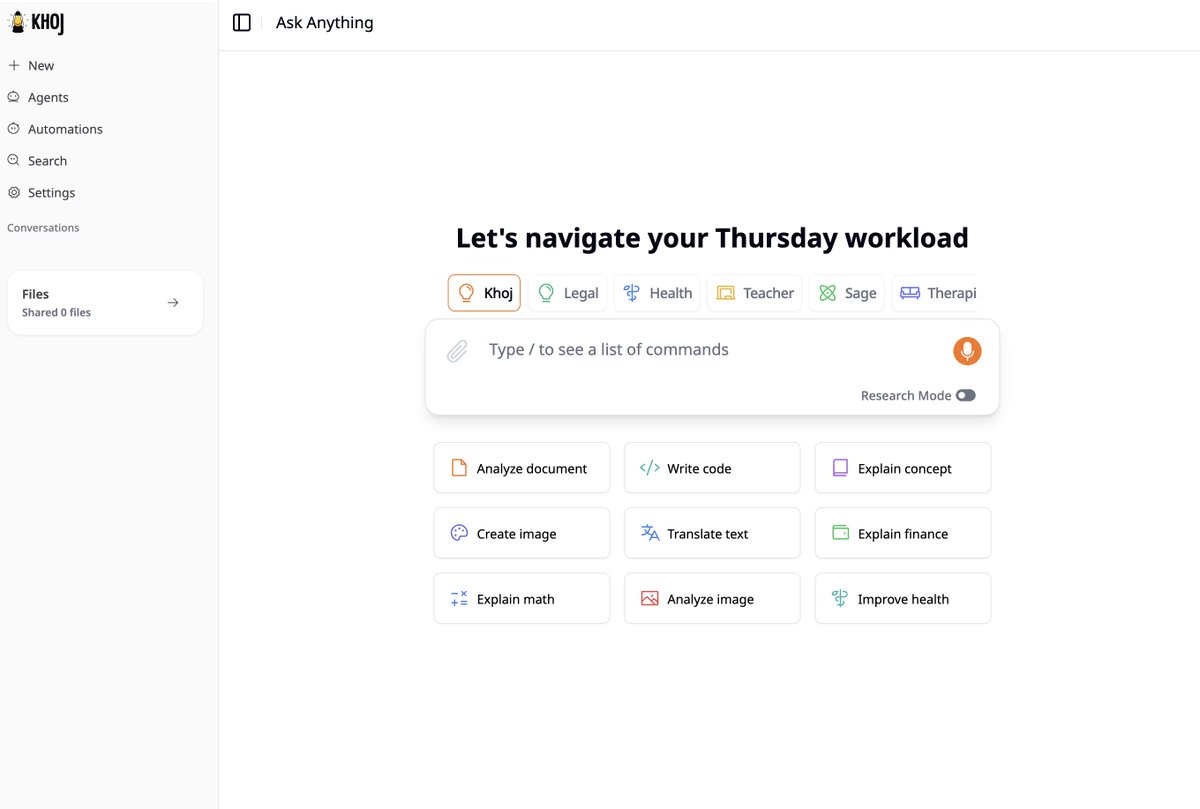 KHOJ
New
Agents
Automations
Search
Settings
Conversations
Files
Shared 0 files
Ask Anything
Let's navigate your Thursday workload
Khoj
Legal
Health
Teacher
Sage
Therapi
Type / to see a list of commands
Research Mode
Analyze document
Write code
Explain concept
Create image
Translate text
Explain finance
Explain math
Analyze image
Improve health